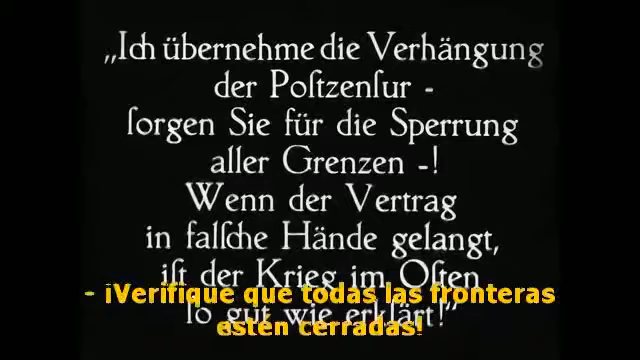 „Ich übernehme die Verhängung
der Poſtzenſur -
ſorgen Sie für die Sperrung
aller Grenzen -!
Wenn der Vertrag
in falſche Hände gelangt,
iſt der Krieg im Oſten
ſo gut wie erklärt!"
- ¡Verifique que todas las fronteras
estén cerradas!